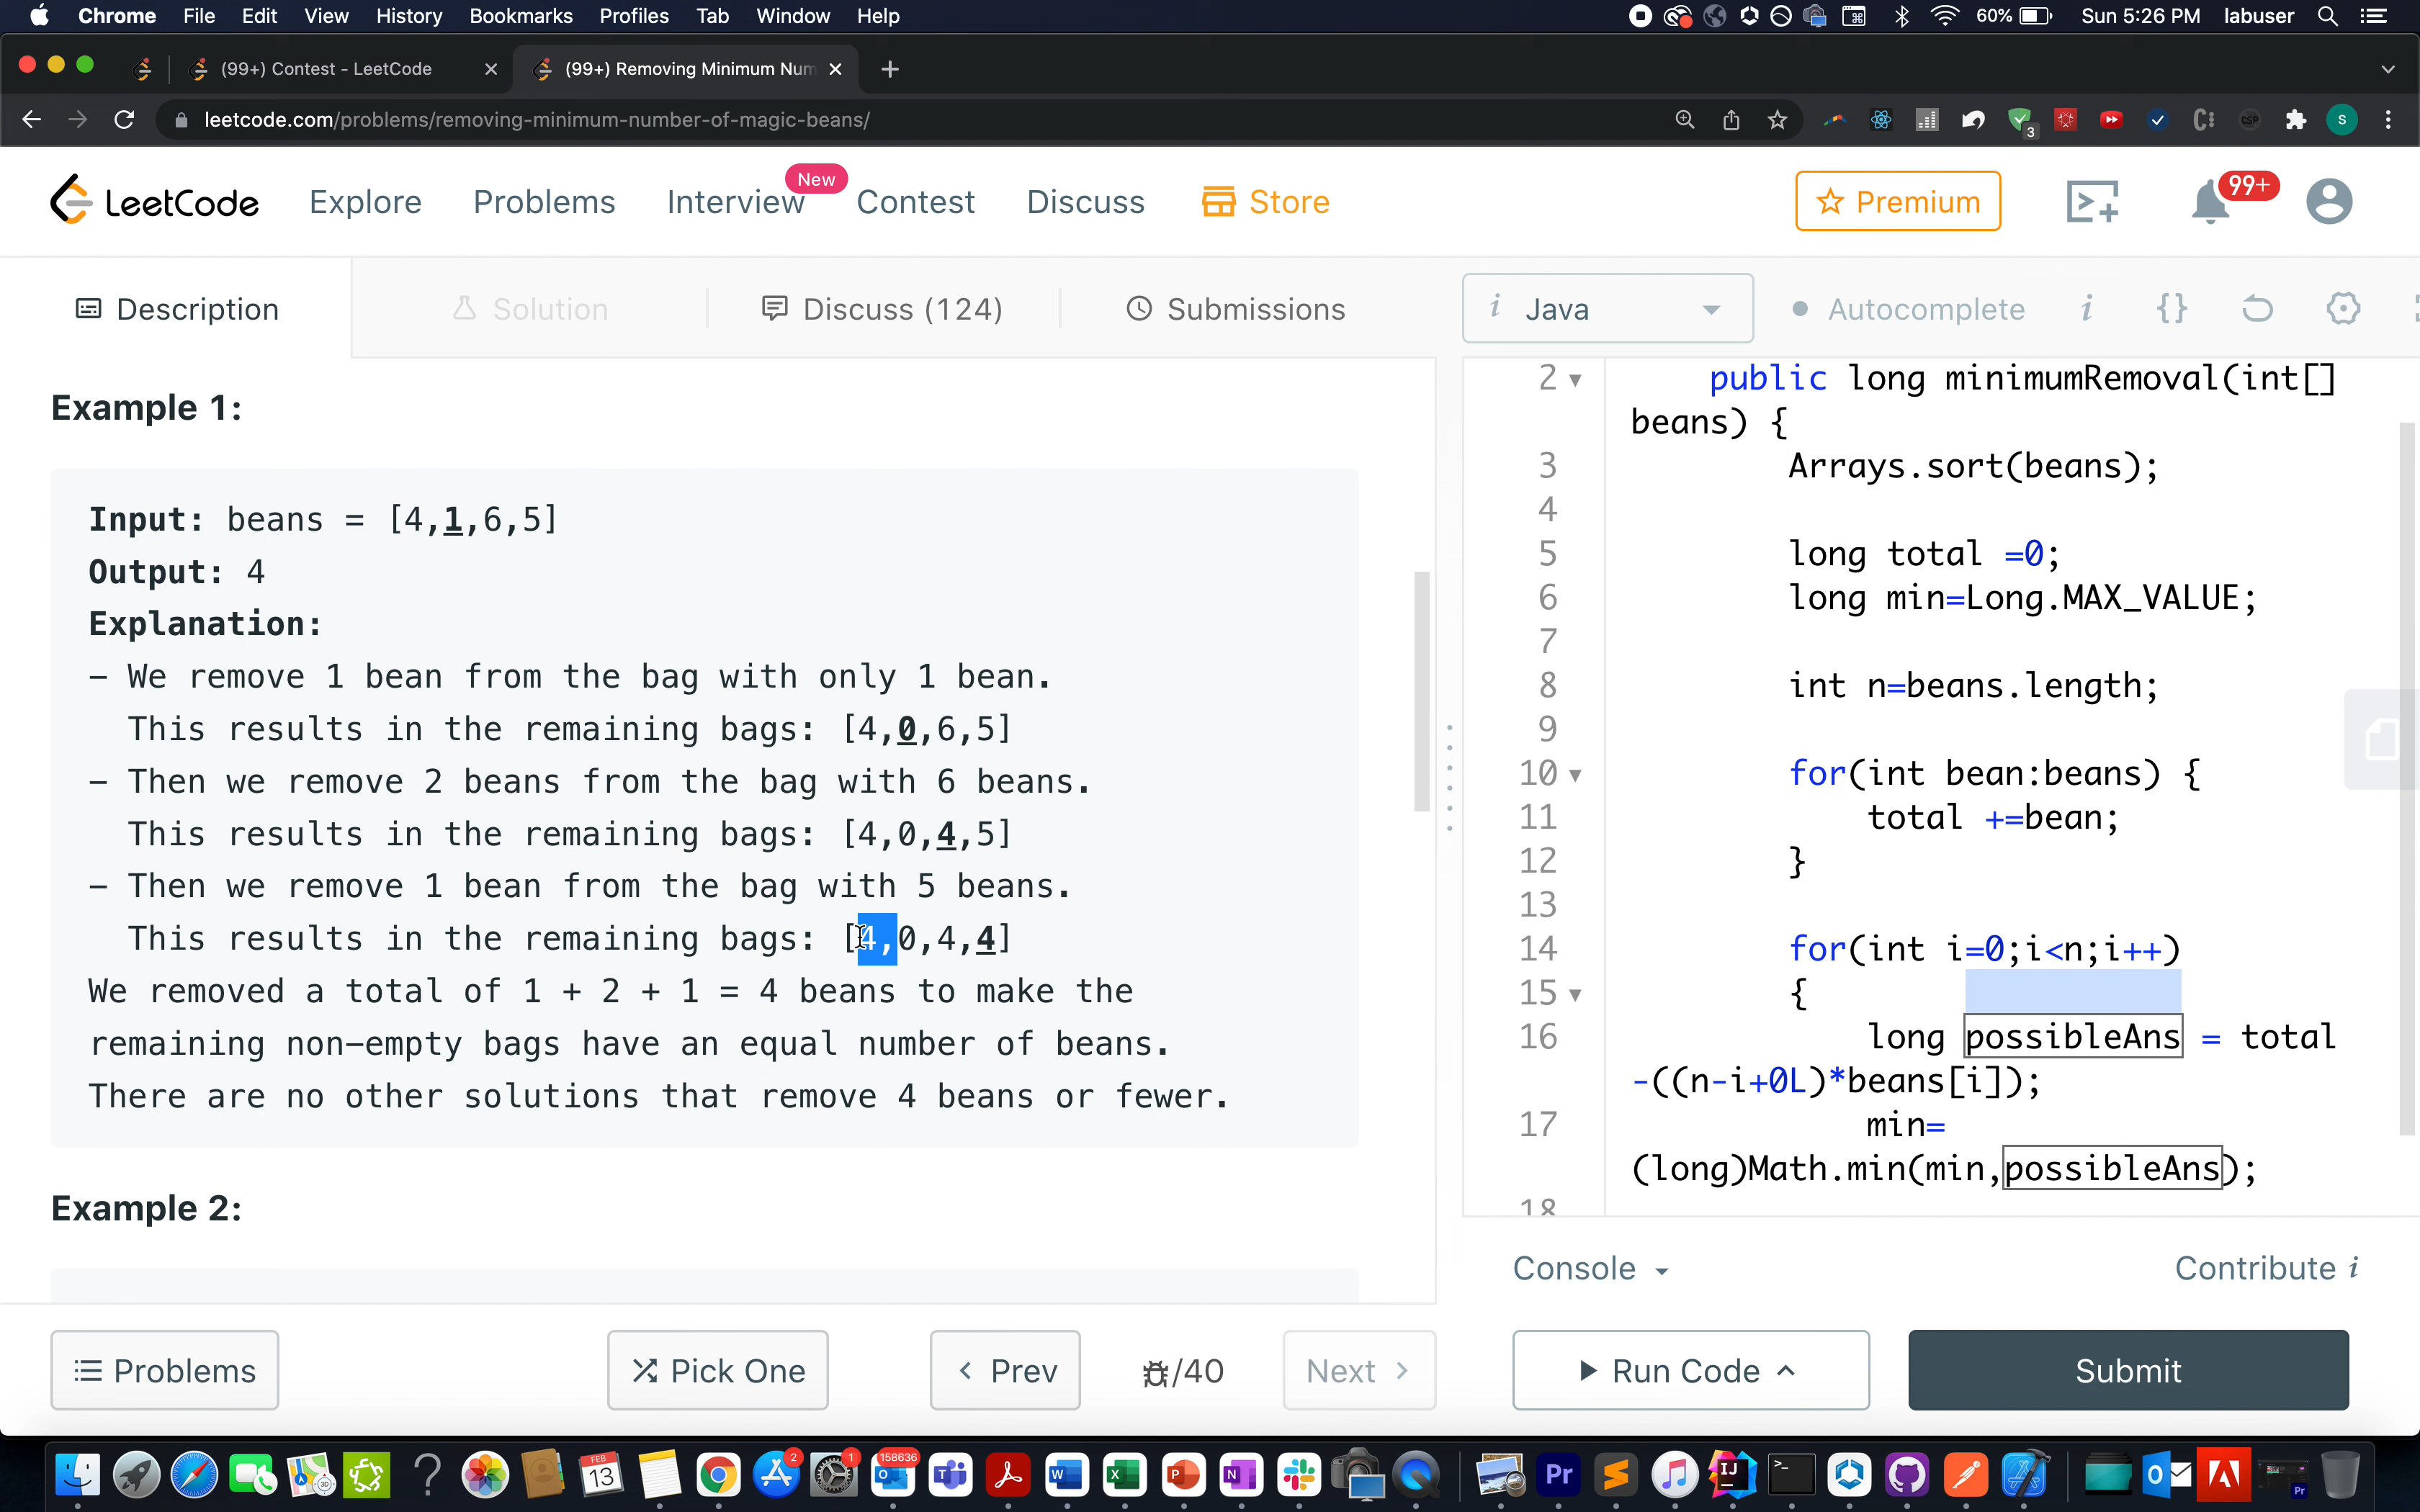 Chrome File Edit View History Bookmarks Profiles Tab Window Help 60% Sun 5:26 PM labuser
(99+) Contest - LeetCode (99+) Removing Minimum Num
leetcode.com/problems/removing-minimum-number-of-magic-beans/
LeetCode Explore Problems Interview New Contest Discuss Store Premium 99+
Description Solution Discuss (124) Submissions
i Java Autocomplete i {}
Example 1:
Input: beans = [4,1,6,5]
Output: 4
Explanation:
- We remove 1 bean from the bag with only 1 bean.
This results in the remaining bags: [4,0,6,5]
- Then we remove 2 beans from the bag with 6 beans.
This results in the remaining bags: [4,0,4,5]
- Then we remove 1 bean from the bag with 5 beans.
This results in the remaining bags: [4,0,4,4]
We removed a total of 1 + 2 + 1 = 4 beans to make the
remaining non-empty bags have an equal number of beans.
There are no other solutions that remove 4 beans or fewer.
Example 2:
2 public long minimumRemoval(int[]
beans) {
3 Arrays.sort(beans);
4
5 long total =0;
6 long min=Long.MAX_VALUE;
7
8 int n=beans.length;
9
10 for(int bean:beans) {
11 total +=bean;
12 }
13
14 for(int i=0;i<n;i++)
15 {
16 long possibleAns = total
-((n-i+0L)*beans[i]);
17 min=
(long)Math.min(min,possibleAns);
18
Console Contribute i
Problems Pick One Prev /40 Next Run Code Submit
FEB 13 2 1 158636